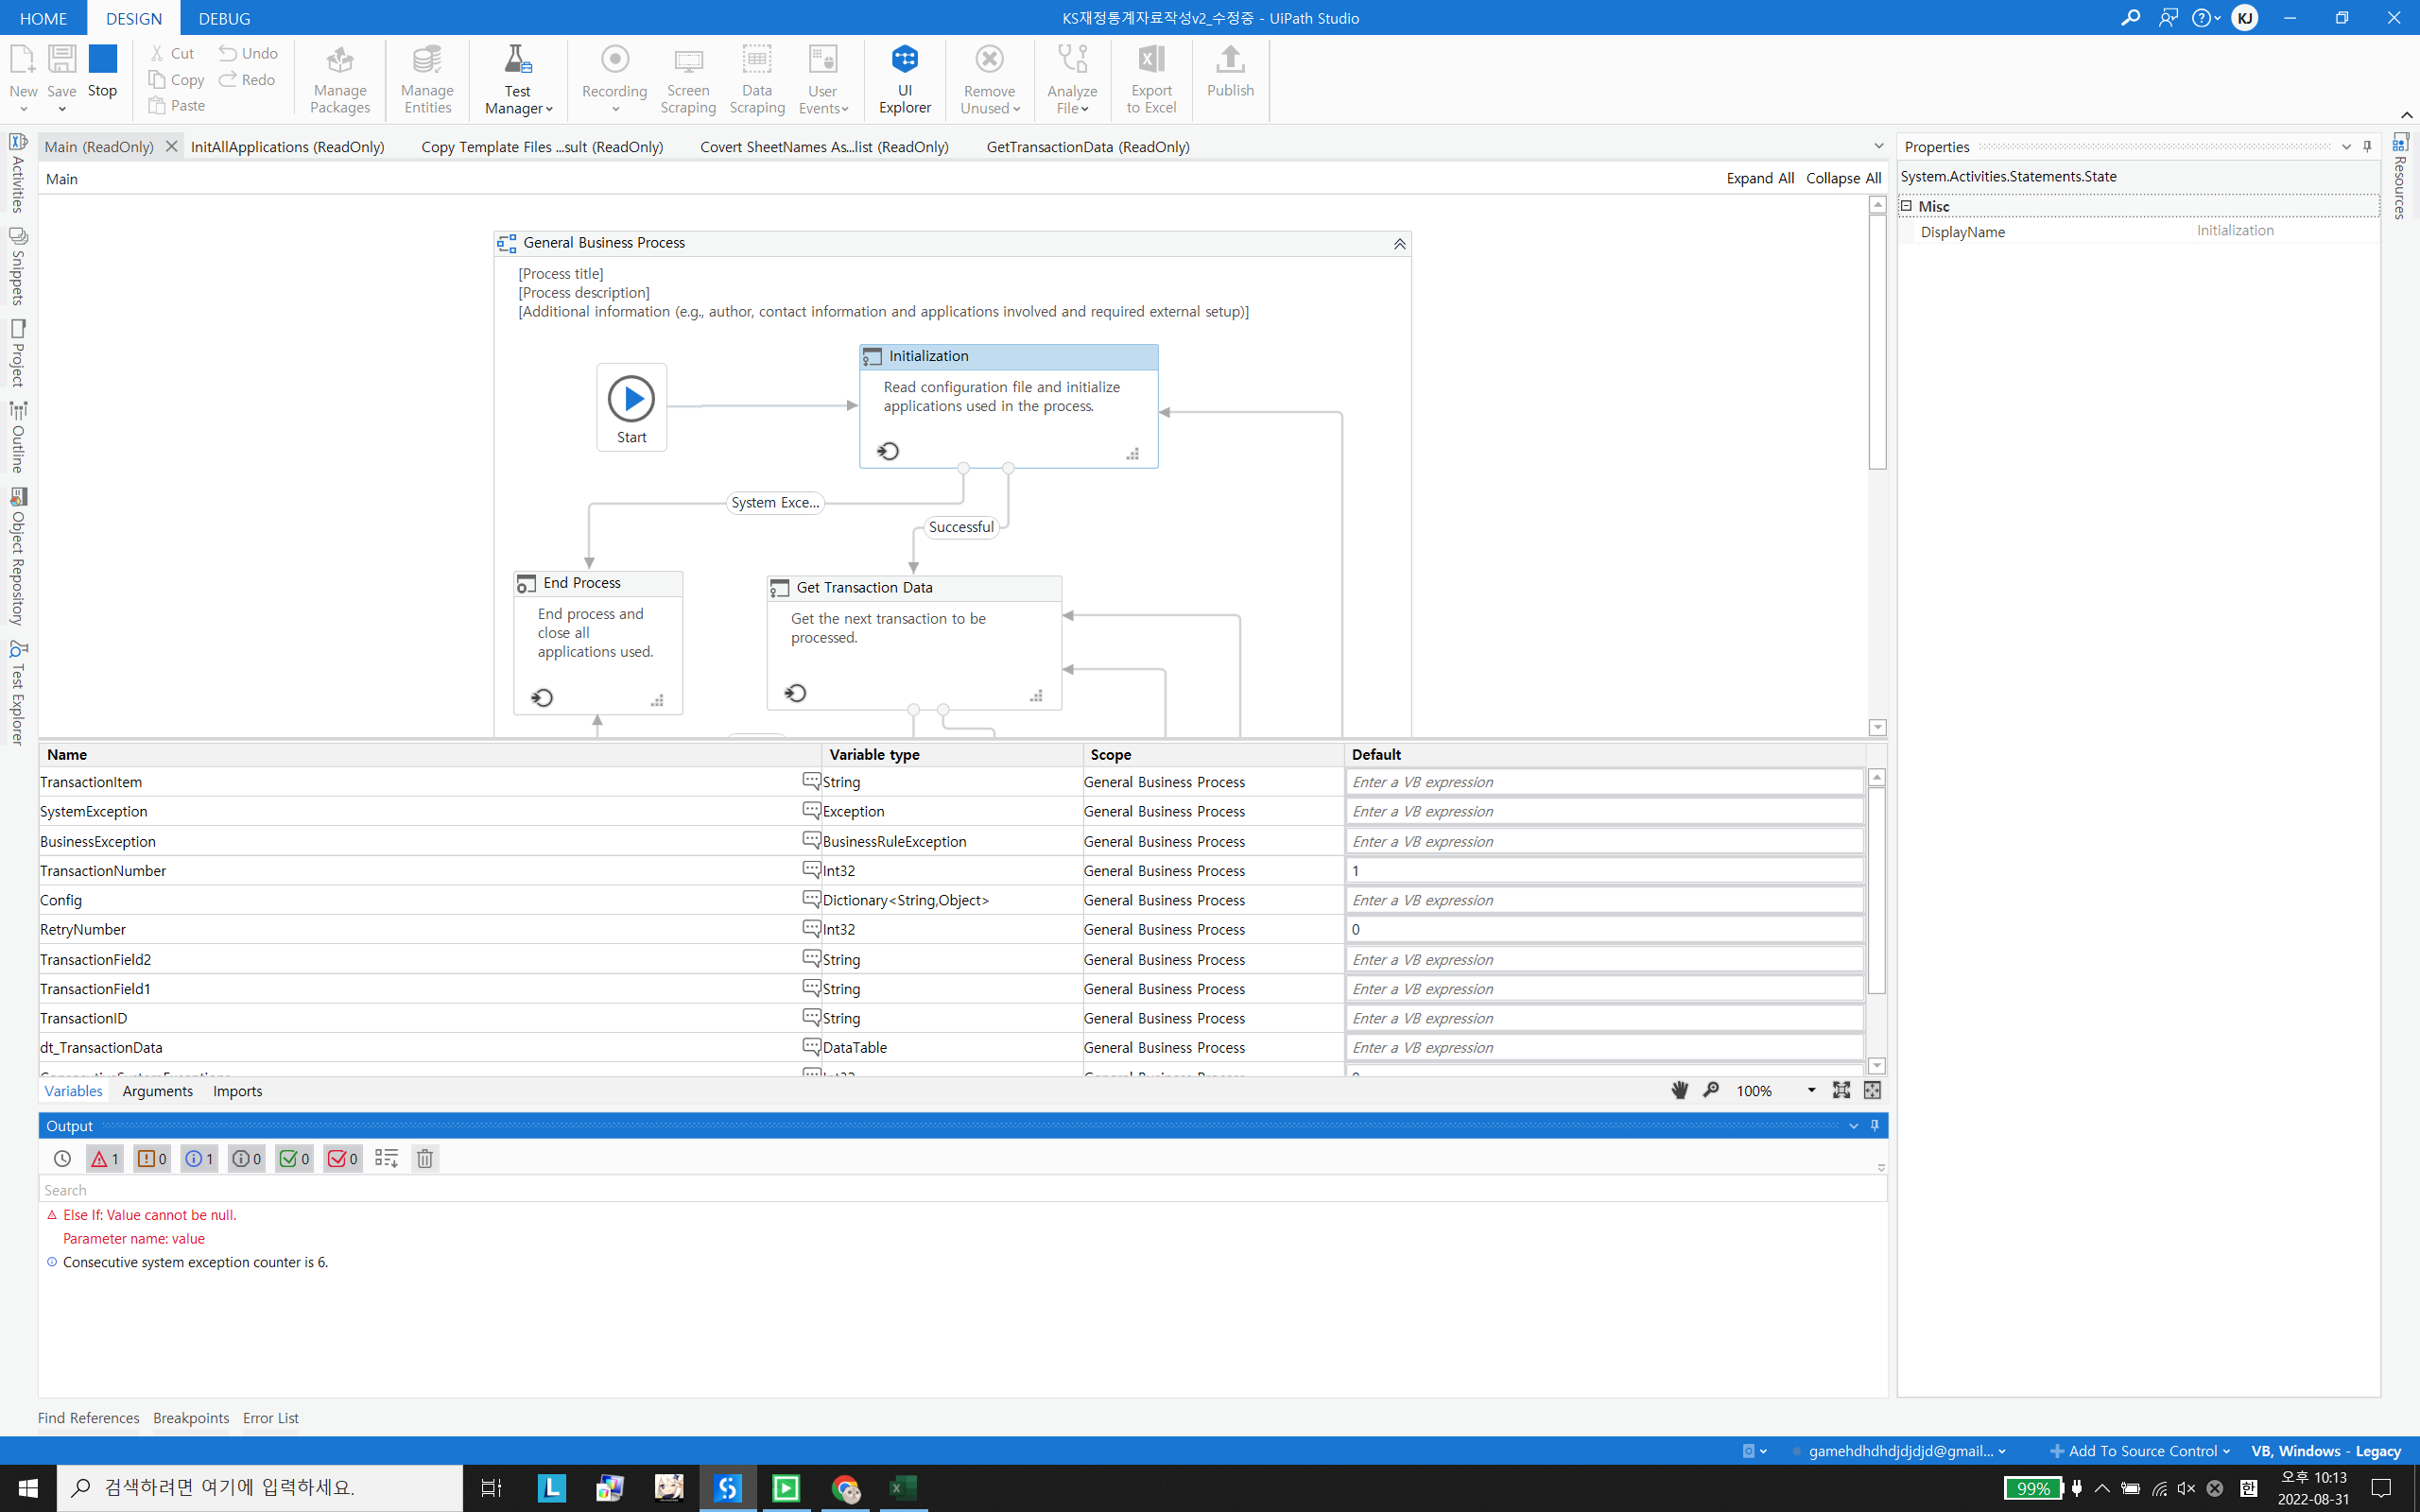 HOME DESIGN DEBUG
KS재정통계자료작성v2_수정중 - UiPath Studio
KJ
New
Save
Stop
Cut
Copy
Paste
Undo
Redo
Manage Packages
Manage Entities
Test Manager
Recording
Screen Scraping
Data Scraping
User Events
UI Explorer
Remove Unused
Analyze File
Export to Excel
Publish
Activities
Snippets
Project
Outline
Object Repository
Test Explorer
Main (ReadOnly) InitAllApplications (ReadOnly) Copy Template Files ...sult (ReadOnly) Covert SheetNames As...list (ReadOnly) GetTransactionData (ReadOnly)
Main Expand All Collapse All
General Business Process
[Process title]
[Process description]
[Additional information (e.g., author, contact information and applications involved and required external setup)]
Start
Initialization
Read configuration file and initialize
applications used in the process.
System Exce...
Successful
End Process
End process and
close all
applications used.
Get Transaction Data
Get the next transaction to be
processed.
Name Variable type Scope Default
TransactionItem String General Business Process Enter a VB expression
SystemException Exception General Business Process Enter a VB expression
BusinessException BusinessRuleException General Business Process Enter a VB expression
TransactionNumber Int32 General Business Process 1
Config Dictionary<String,Object> General Business Process Enter a VB expression
RetryNumber Int32 General Business Process 0
TransactionField2 String General Business Process Enter a VB expression
TransactionField1 String General Business Process Enter a VB expression
TransactionID String General Business Process Enter a VB expression
dt_TransactionData DataTable General Business Process Enter a VB expression
Variables Arguments Imports 100%
Output
1 0 1 0 0 0
Search
Else If: Value cannot be null.
Parameter name: value
Consecutive system exception counter is 6.
Find References Breakpoints Error List
Properties
System.Activities.Statements.State
Misc
DisplayName Initialization
Resources
gamehdhdhdjdjdjd@gmail... Add To Source Control VB, Windows - Legacy
검색하려면 여기에 입력하세요.
99%
한
오후 10:13
2022-08-31